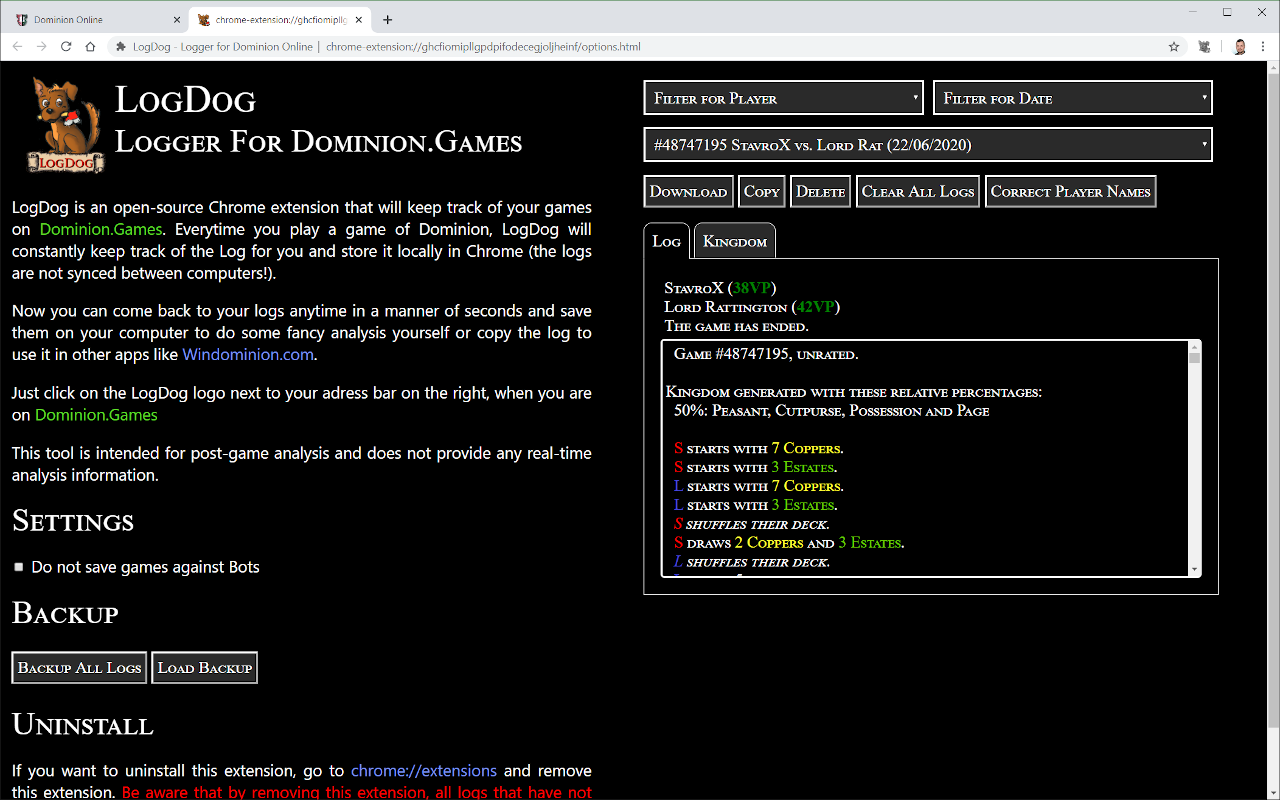 Dominion Online
chrome-extension://ghcfiomipllg
LogDog - Logger for Dominion Online | chrome-extension://ghcfiomipllgpdpifodecegjoljheinf/options.html
LOGDOG
LogDog
Logger For Dominion.Games
LogDog is an open-source Chrome extension that will keep track of your games
on Dominion.Games. Everytime you play a game of Dominion, LogDog will
constantly keep track of the Log for you and store it locally in Chrome (the logs
are not synced between computers!).
Now you can come back to your logs anytime in a manner of seconds and save
them on your computer to do some fancy analysis yourself or copy the log to
use it in other apps like Windominion.com.
Just click on the LogDog logo next to your adress bar on the right, when you are
on Dominion.Games
This tool is intended for post-game analysis and does not provide any real-time
analysis information.
Settings
Do not save games against Bots
Backup
Backup All Logs Load Backup
Uninstall
If you want to uninstall this extension, go to chrome://extensions and remove
this extension. Be aware that by removing this extension, all logs that have not
Filter for Player Filter for Date
#48747195 StavroX vs. Lord Rat (22/06/2020)
Download Copy Delete Clear All Logs Correct Player Names
Log Kingdom
StavroX (38VP)
Lord Rattington (42VP)
The game has ended.
Game #48747195, unrated.
Kingdom generated with these relative percentages:
50%: Peasant, Cutpurse, Possession and Page
S starts with 7 Coppers.
S starts with 3 Estates.
L starts with 7 Coppers.
L starts with 3 Estates.
S shuffles their deck.
S draws 2 Coppers and 3 Estates.
L shuffles their deck.